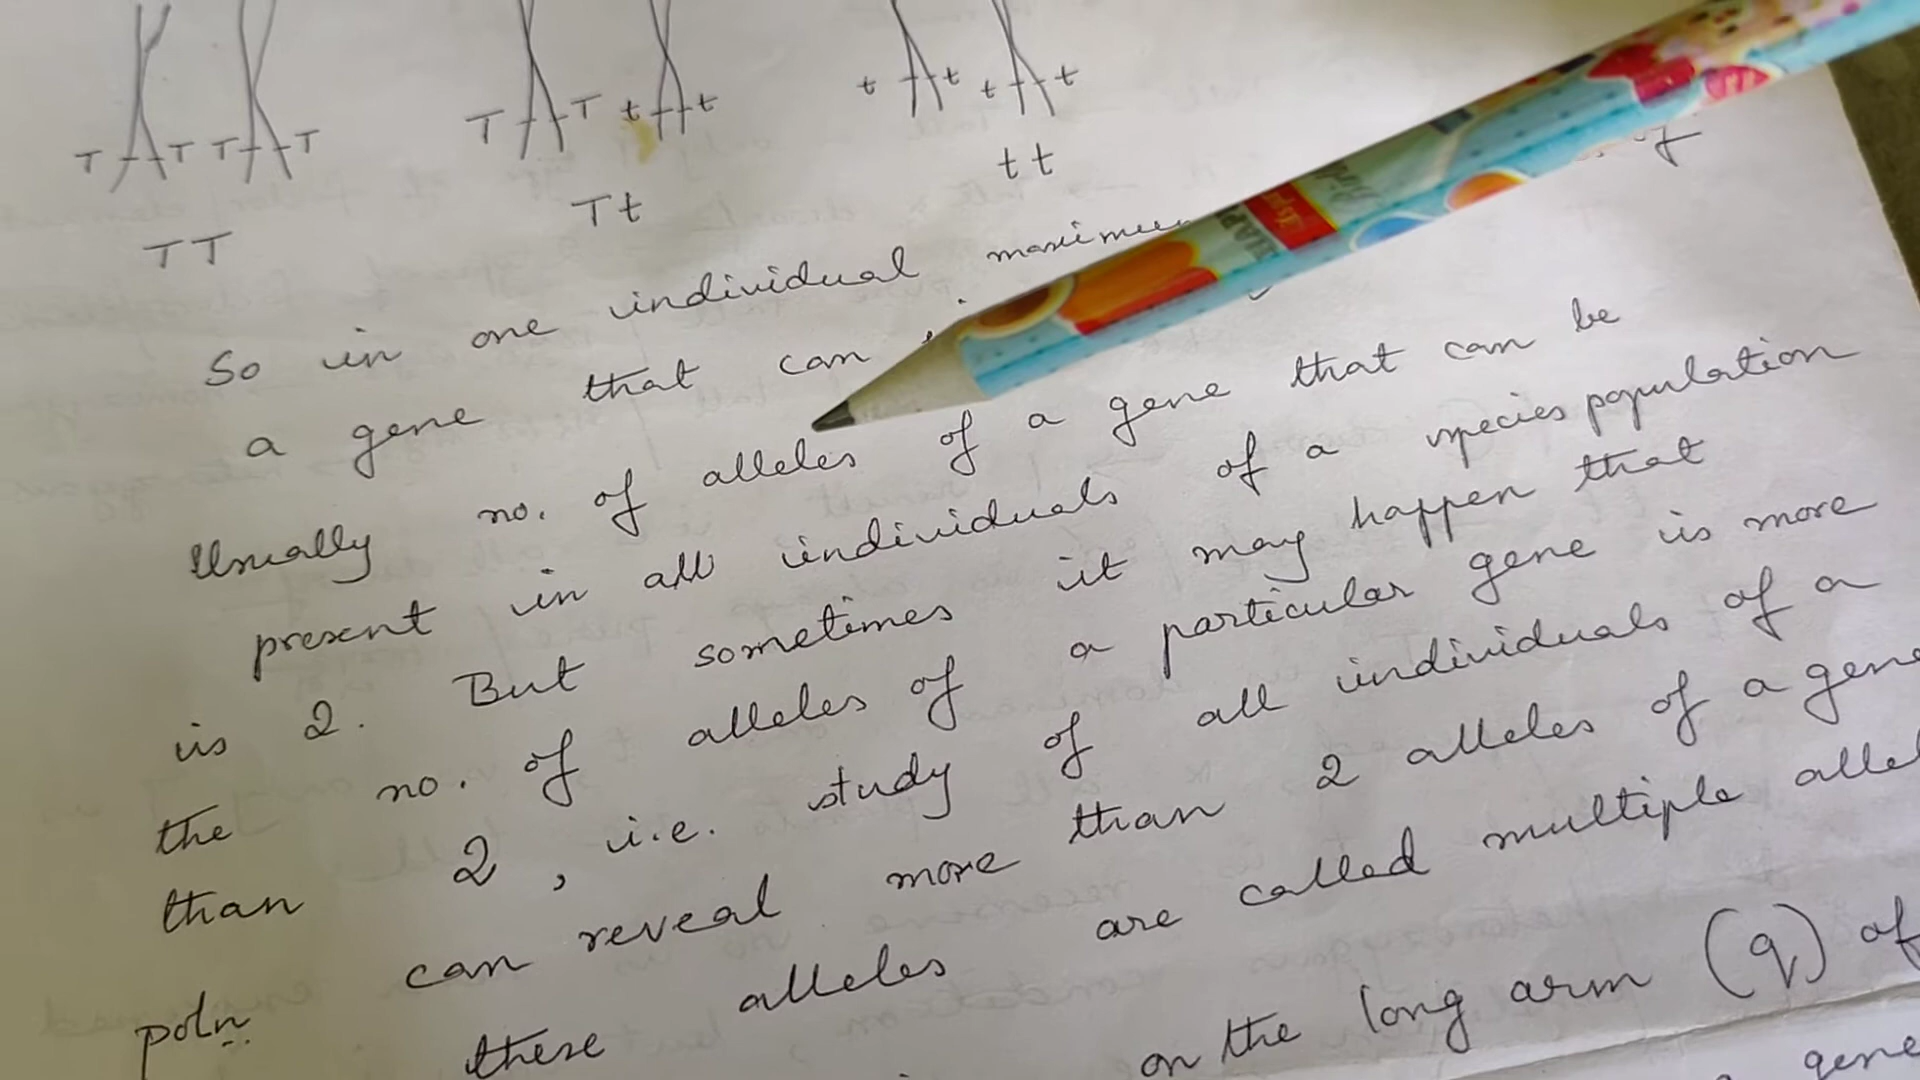 T T T T T T t t t t t t
TT Tt tt
So in one individual of
a gene that can
Usually no. of alleles of a gene that can be
present in all individuals of a species population
is 2. But sometimes it may happen that
the no. of alleles of a particular gene is more
than 2, i.e. study of all individuals of a
poln can reveal more than 2 alleles of a gene
these alleles are called multiple
on the long arm (q) of
gene